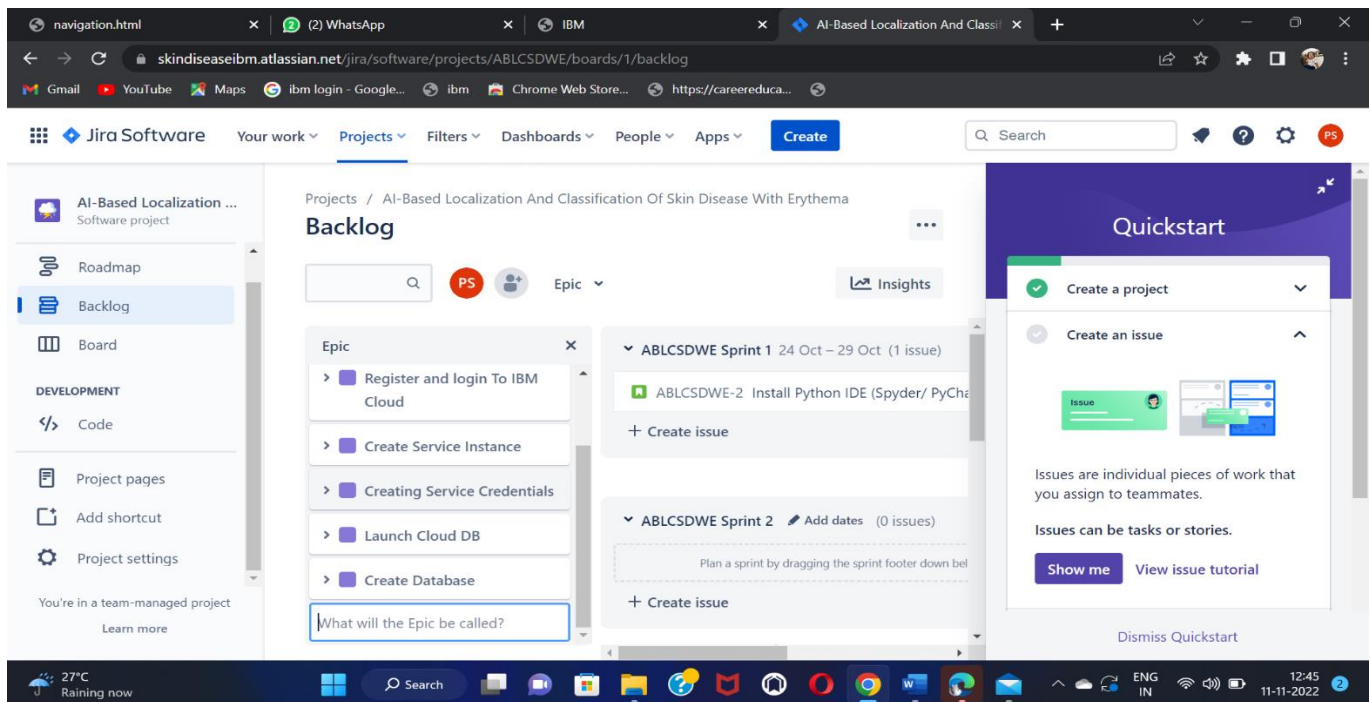 navigation.html
(2) WhatsApp
IBM
AI-Based Localization And Classif
skindiseaseibm.atlassian.net/jira/software/projects/ABLCSDWE/boards/1/backlog
Gmail YouTube Maps ibm login - Google... ibm Chrome Web Store... https://careereduca...
Jira Software Your work Projects Filters Dashboards People Apps Create Search PS
AI-Based Localization ...
Software project
Roadmap
Backlog
Board
DEVELOPMENT
Code
Project pages
Add shortcut
Project settings
You're in a team-managed project
Learn more
Projects / AI-Based Localization And Classification Of Skin Disease With Erythema
Backlog
PS Epic Insights
Epic
Register and login To IBM
Cloud
Create Service Instance
Creating Service Credentials
Launch Cloud DB
Create Database
What will the Epic be called?
ABLCSDWE Sprint 1 24 Oct – 29 Oct (1 issue)
ABLCSDWE-2 Install Python IDE (Spyder/ PyCha
+ Create issue
ABLCSDWE Sprint 2 Add dates (0 issues)
Plan a sprint by dragging the sprint footer down bel
+ Create issue
Quickstart
Create a project
Create an issue
Issue
Issues are individual pieces of work that
you assign to teammates.
Issues can be tasks or stories.
Show me View issue tutorial
Dismiss Quickstart
27°C
Raining now
Search
ENG
IN
12:45
11-11-2022
2